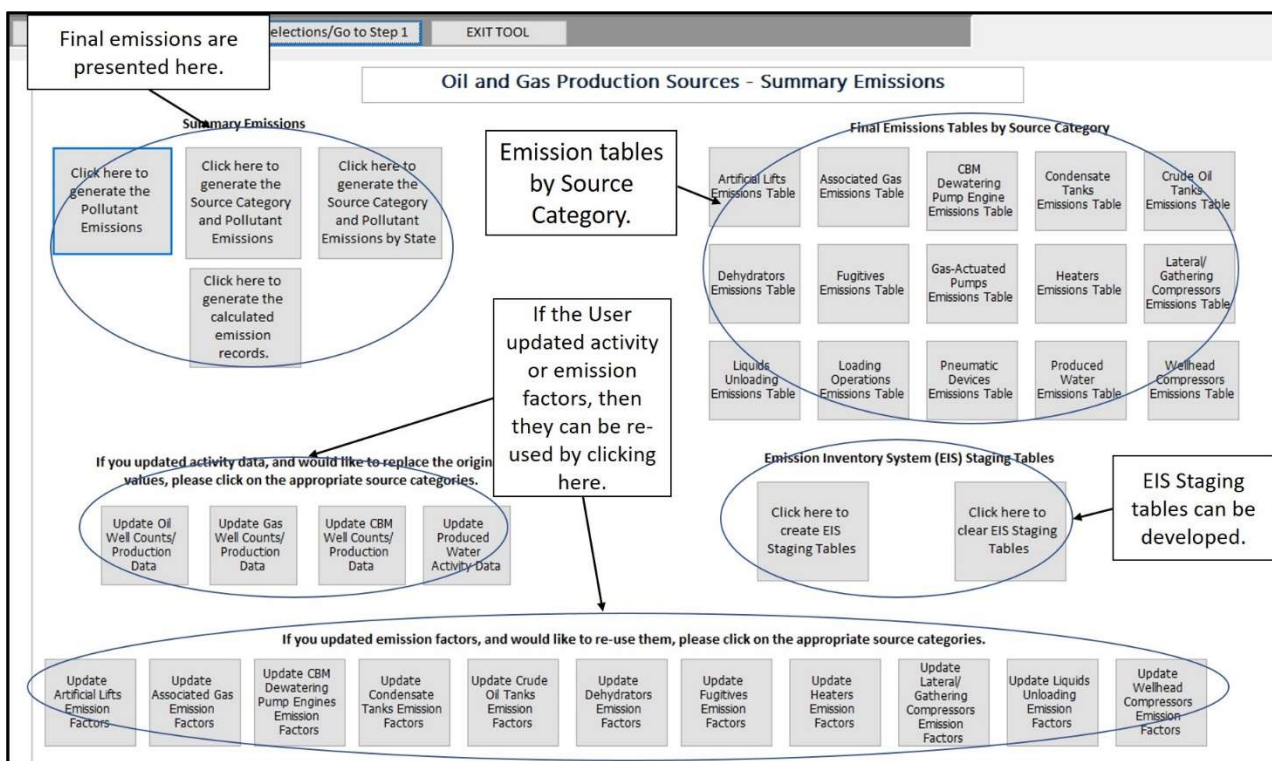 Final emissions are
presented here.
elections/Go to Step 1
EXIT TOOL
Oil and Gas Production Sources - Summary Emissions
Summary Emissions
Click here to
generate the
Pollutant
Emissions
Click here to
generate the
Source Category
and Pollutant
Emissions
Click here to
generate the
Source Category
and Pollutant
Emissions by State
Click here to
generate the
calculated
emission
records.
Emission tables
by Source
Category.
Final Emissions Tables by Source Category
Artificial Lifts
Emissions Table
Associated Gas
Emissions Table
CBM
Dewatering
Pump Engine
Emissions Table
Condensate
Tanks
Emissions Table
Crude Oil
Tanks
Emissions Table
Dehydrators
Emissions Table
Fugitives
Emissions Table
Gas-Actuated
Pumps
Emissions Table
Heaters
Emissions Table
Lateral/
Gathering
Compressors
Emissions Table
Liquids
Unloading
Emissions Table
Loading
Operations
Emissions Table
Pneumatic
Devices
Emissions Table
Produced
Water
Emissions Table
Wellhead
Compressors
Emissions Table
If the User
updated activity
or emission
factors, then
they can be re-
used by clicking
here.
If you updated activity data, and would like to replace the origin
values, please click on the appropriate source categories.
Update Oil
Well Counts/
Production
Data
Update Gas
Well Counts/
Production
Data
Update CBM
Well Counts/
Production
Data
Update
Produced
Water
Activity Data
Emission Inventory System (EIS) Staging Tables
Click here to
create EIS
Staging Tables
Click here to
clear EIS Staging
Tables
EIS Staging
tables can be
developed.
If you updated emission factors, and would like to re-use them, please click on the appropriate source categories.
Update
Artificial Lifts
Emission
Factors
Update
Associated Gas
Emission
Factors
Update CBM
Dewatering
Pump Engines
Emission
Factors
Update
Condensate
Tanks Emission
Factors
Update Crude
Oil Tanks
Emission
Factors
Update
Dehydrators
Emission
Factors
Update
Fugitives
Emission
Factors
Update
Heaters
Emission
Factors
Update
Lateral/
Gathering
Compressors
Emission
Factors
Update Liquids
Unloading
Emission
Factors
Update
Wellhead
Compressors
Emission
Factors